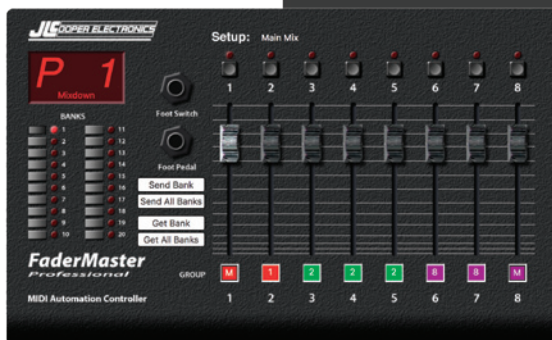 JLCOOPER ELECTRONICS
Setup: Main Mix
P 1
Mixdown
1 2 3 4 5 6 7 8
Foot Switch
BANKS
1 11
2 12
3 13
4 14
5 15
6 16
7 17
8 18
9 19
10 20
Foot Pedal
Send Bank
Send All Banks
Get Bank
Get All Banks
FaderMaster
Professional
GROUP M 1 2 2 2 8 8 M
MIDI Automation Controller
1 2 3 4 5 6 7 8